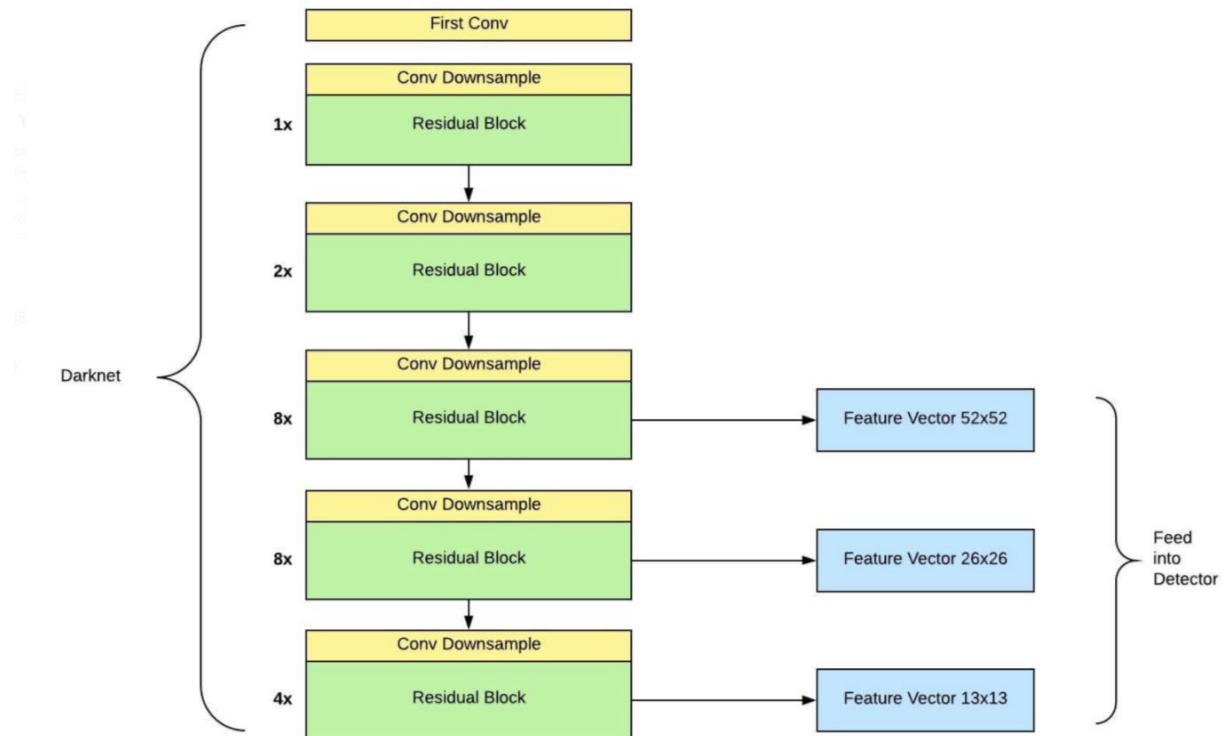 First Conv
Conv Downsample
1x
Residual Block
Conv Downsample
2x
Residual Block
Conv Downsample
Darknet
8x
Residual Block
Feature Vector 52x52
Conv Downsample
8x
Residual Block
Feature Vector 26x26
Feed
into
Detector
Conv Downsample
4x
Residual Block
Feature Vector 13x13